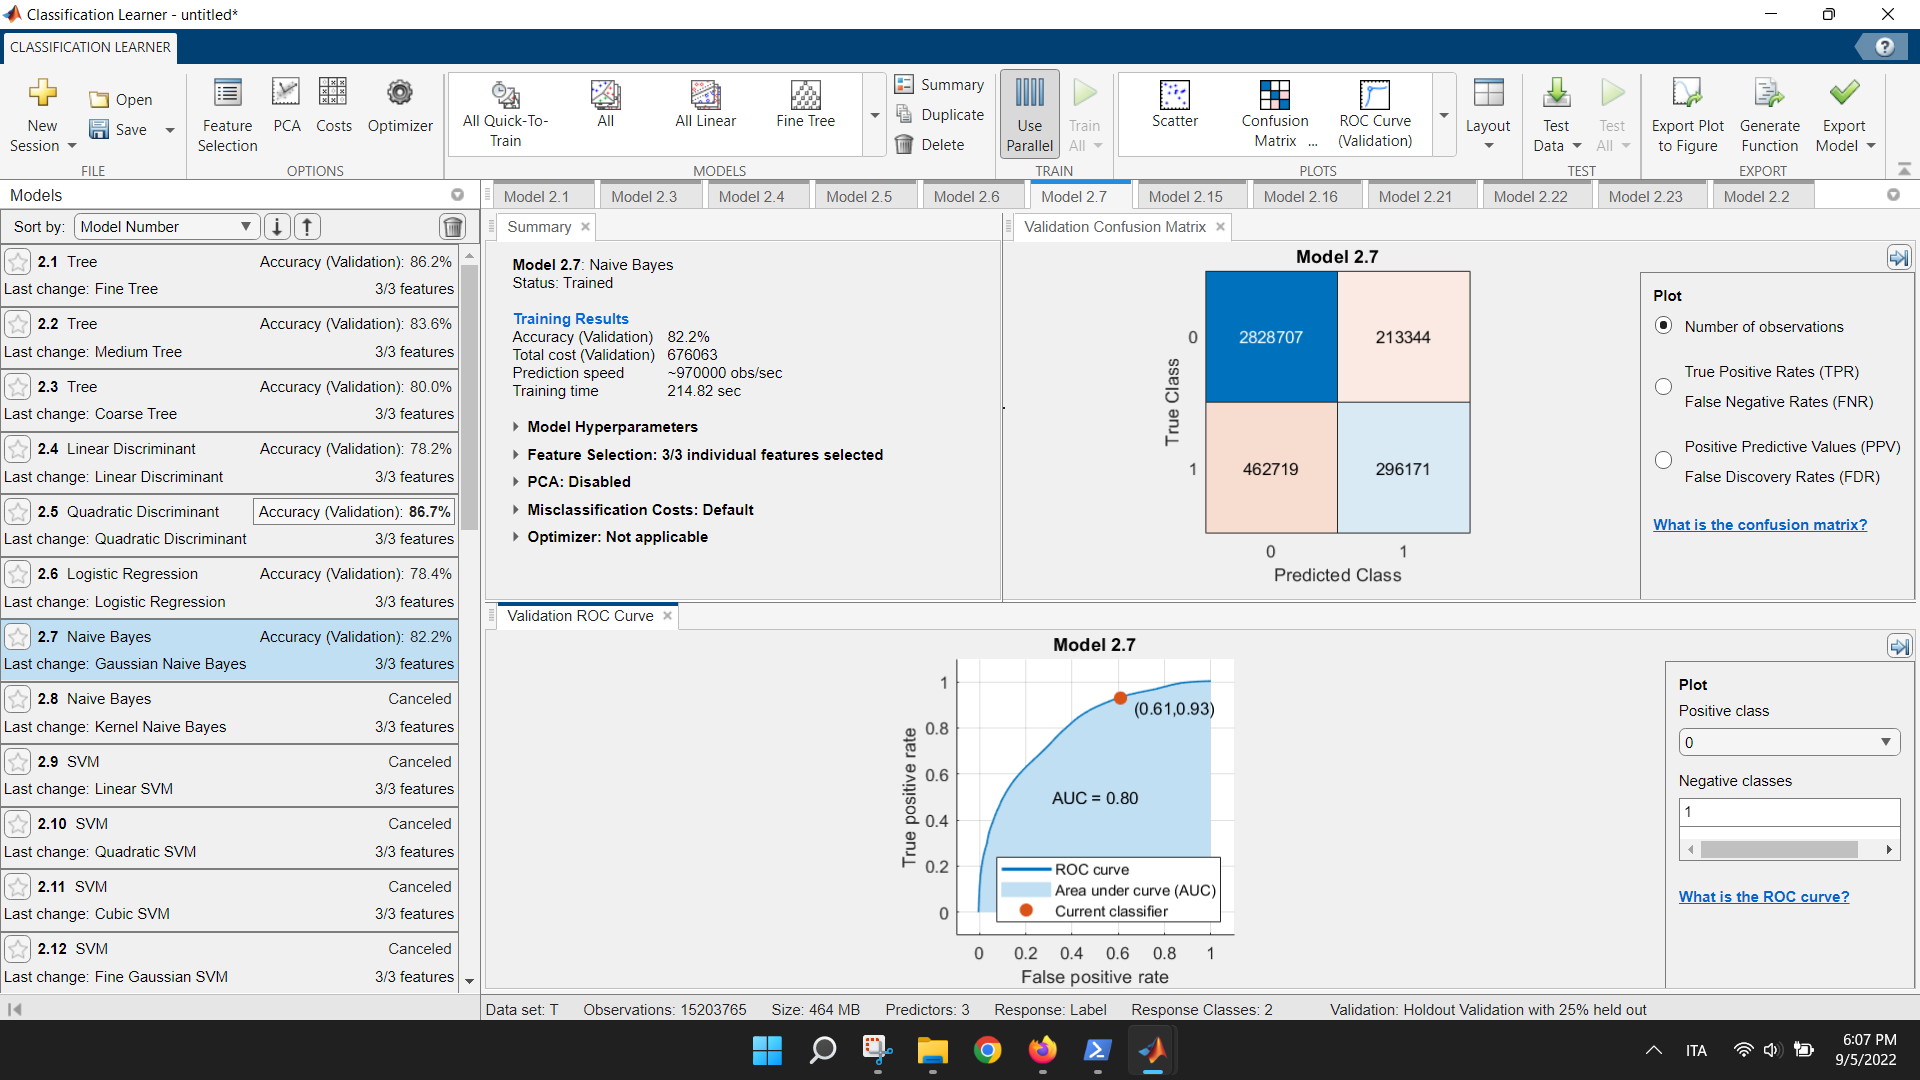 Classification Learner - untitled*
CLASSIFICATION LEARNER
?
New Session
Open
Save
FILE
Feature Selection
PCA
Costs
Optimizer
OPTIONS
All Quick-To-Train
All
All Linear
Fine Tree
MODELS
Summary
Duplicate
Delete
Use Parallel
Train All
TRAIN
Scatter
Confusion Matrix ...
ROC Curve (Validation)
PLOTS
Layout
Test Data
Test All
TEST
Export Plot to Figure
Generate Function
Export Model
EXPORT
Models
Sort by: Model Number
2.1 Tree Accuracy (Validation): 86.2%
Last change: Fine Tree 3/3 features
2.2 Tree Accuracy (Validation): 83.6%
Last change: Medium Tree 3/3 features
2.3 Tree Accuracy (Validation): 80.0%
Last change: Coarse Tree 3/3 features
2.4 Linear Discriminant Accuracy (Validation): 78.2%
Last change: Linear Discriminant 3/3 features
2.5 Quadratic Discriminant Accuracy (Validation): 86.7%
Last change: Quadratic Discriminant 3/3 features
2.6 Logistic Regression Accuracy (Validation): 78.4%
Last change: Logistic Regression 3/3 features
2.7 Naive Bayes Accuracy (Validation): 82.2%
Last change: Gaussian Naive Bayes 3/3 features
2.8 Naive Bayes Canceled
Last change: Kernel Naive Bayes 3/3 features
2.9 SVM Canceled
Last change: Linear SVM 3/3 features
2.10 SVM Canceled
Last change: Quadratic SVM 3/3 features
2.11 SVM Canceled
Last change: Cubic SVM 3/3 features
2.12 SVM Canceled
Last change: Fine Gaussian SVM 3/3 features
Model 2.1 Model 2.3 Model 2.4 Model 2.5 Model 2.6 Model 2.7 Model 2.15 Model 2.16 Model 2.21 Model 2.22 Model 2.23 Model 2.2
Summary
Model 2.7: Naive Bayes
Status: Trained
Training Results
Accuracy (Validation) 82.2%
Total cost (Validation) 676063
Prediction speed ~970000 obs/sec
Training time 214.82 sec
Model Hyperparameters
Feature Selection: 3/3 individual features selected
PCA: Disabled
Misclassification Costs: Default
Optimizer: Not applicable
Validation Confusion Matrix
Model 2.7
True Class
0 2828707 213344
1 462719 296171
0 1
Predicted Class
Plot
Number of observations
True Positive Rates (TPR)
False Negative Rates (FNR)
Positive Predictive Values (PPV)
False Discovery Rates (FDR)
What is the confusion matrix?
Validation ROC Curve
Model 2.7
True positive rate
1
0.8
0.6
0.4
0.2
0
(0.61,0.93)
AUC = 0.80
ROC curve
Area under curve (AUC)
Current classifier
0 0.2 0.4 0.6 0.8 1
False positive rate
Plot
Positive class
0
Negative classes
1
What is the ROC curve?
Data set: T Observations: 15203765 Size: 464 MB Predictors: 3 Response: Label Response Classes: 2 Validation: Holdout Validation with 25% held out
ITA
6:07 PM
9/5/2022